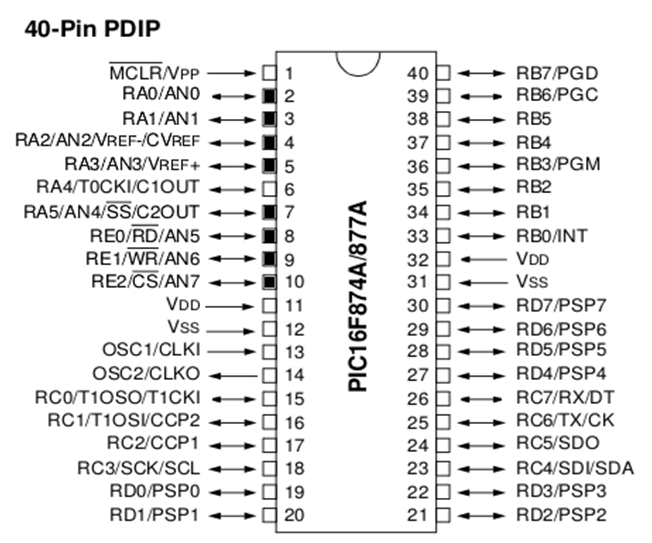 40-Pin PDIP
MCLR/VPP 1 40 RB7/PGD
RA0/AN0 2 39 RB6/PGC
RA1/AN1 3 38 RB5
RA2/AN2/VREF-/CVREF 4 37 RB4
RA3/AN3/VREF+ 5 36 RB3/PGM
RA4/T0CKI/C1OUT 6 35 RB2
RA5/AN4/SS/C2OUT 7 34 RB1
RE0/RD/AN5 8 33 RB0/INT
RE1/WR/AN6 9 32 VDD
RE2/CS/AN7 10 31 VSS
VDD 11 30 RD7/PSP7
VSS 12 29 RD6/PSP6
OSC1/CLKI 13 28 RD5/PSP5
OSC2/CLKO 14 27 RD4/PSP4
RC0/T1OSO/T1CKI 15 26 RC7/RX/DT
RC1/T1OSI/CCP2 16 25 RC6/TX/CK
RC2/CCP1 17 24 RC5/SDO
RC3/SCK/SCL 18 23 RC4/SDI/SDA
RD0/PSP0 19 22 RD3/PSP3
RD1/PSP1 20 21 RD2/PSP2
PIC16F874A/877A